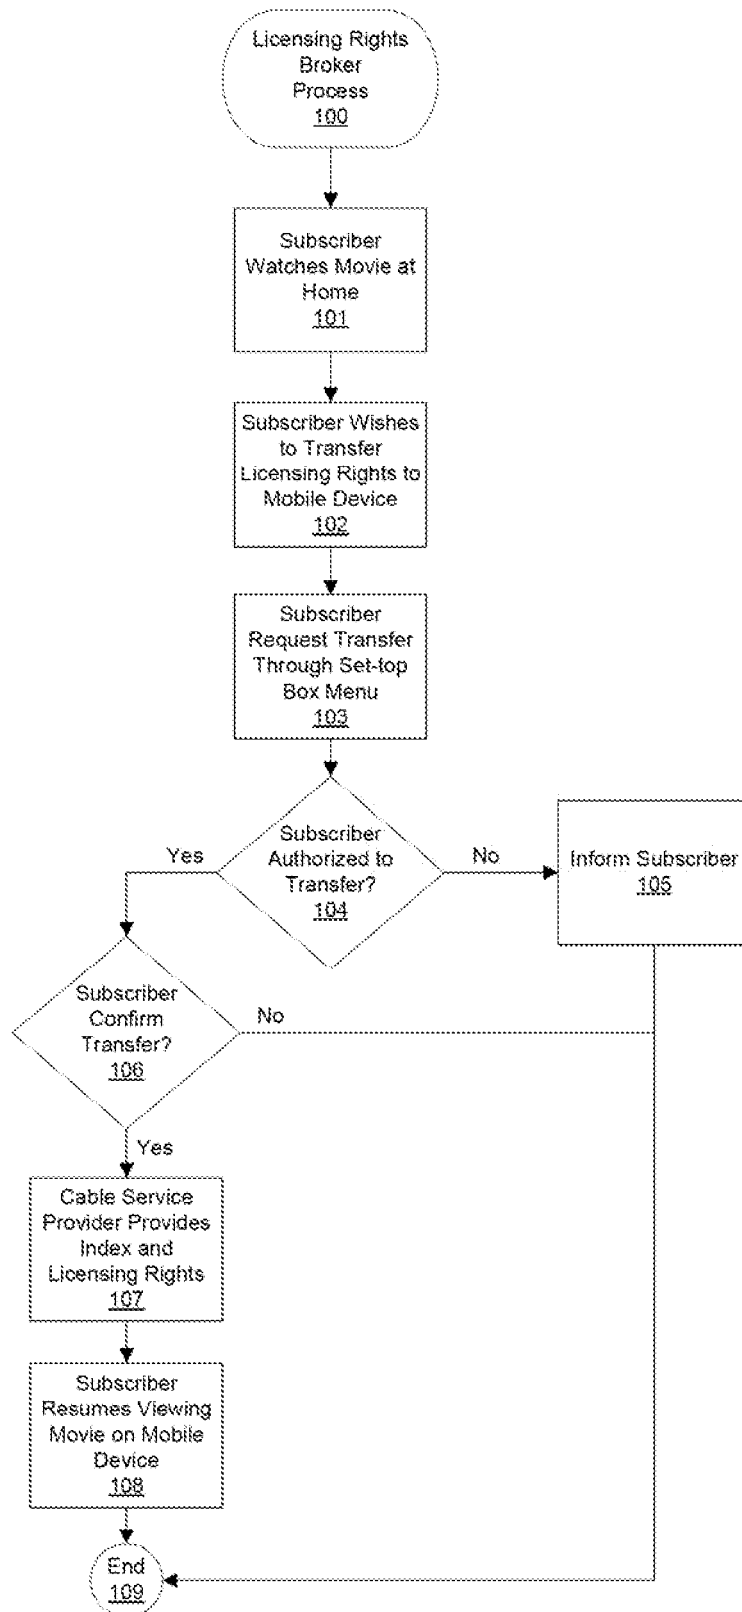 Licensing Rights
Broker
Process
100
Subscriber
Watches Movie at
Home
101
Subscriber Wishes
to Transfer
Licensing Rights to
Mobile Device
102
Subscriber
Request Transfer
Through Set-top
Box Menu
103
Subscriber
Authorized to
Transfer?
104
Yes
No
Inform Subscriber
105
Subscriber
Confirm
Transfer?
106
No
Yes
Cable Service
Provider Provides
Index and
Licensing Rights
107
Subscriber
Resumes Viewing
Movie on Mobile
Device
108
End
109